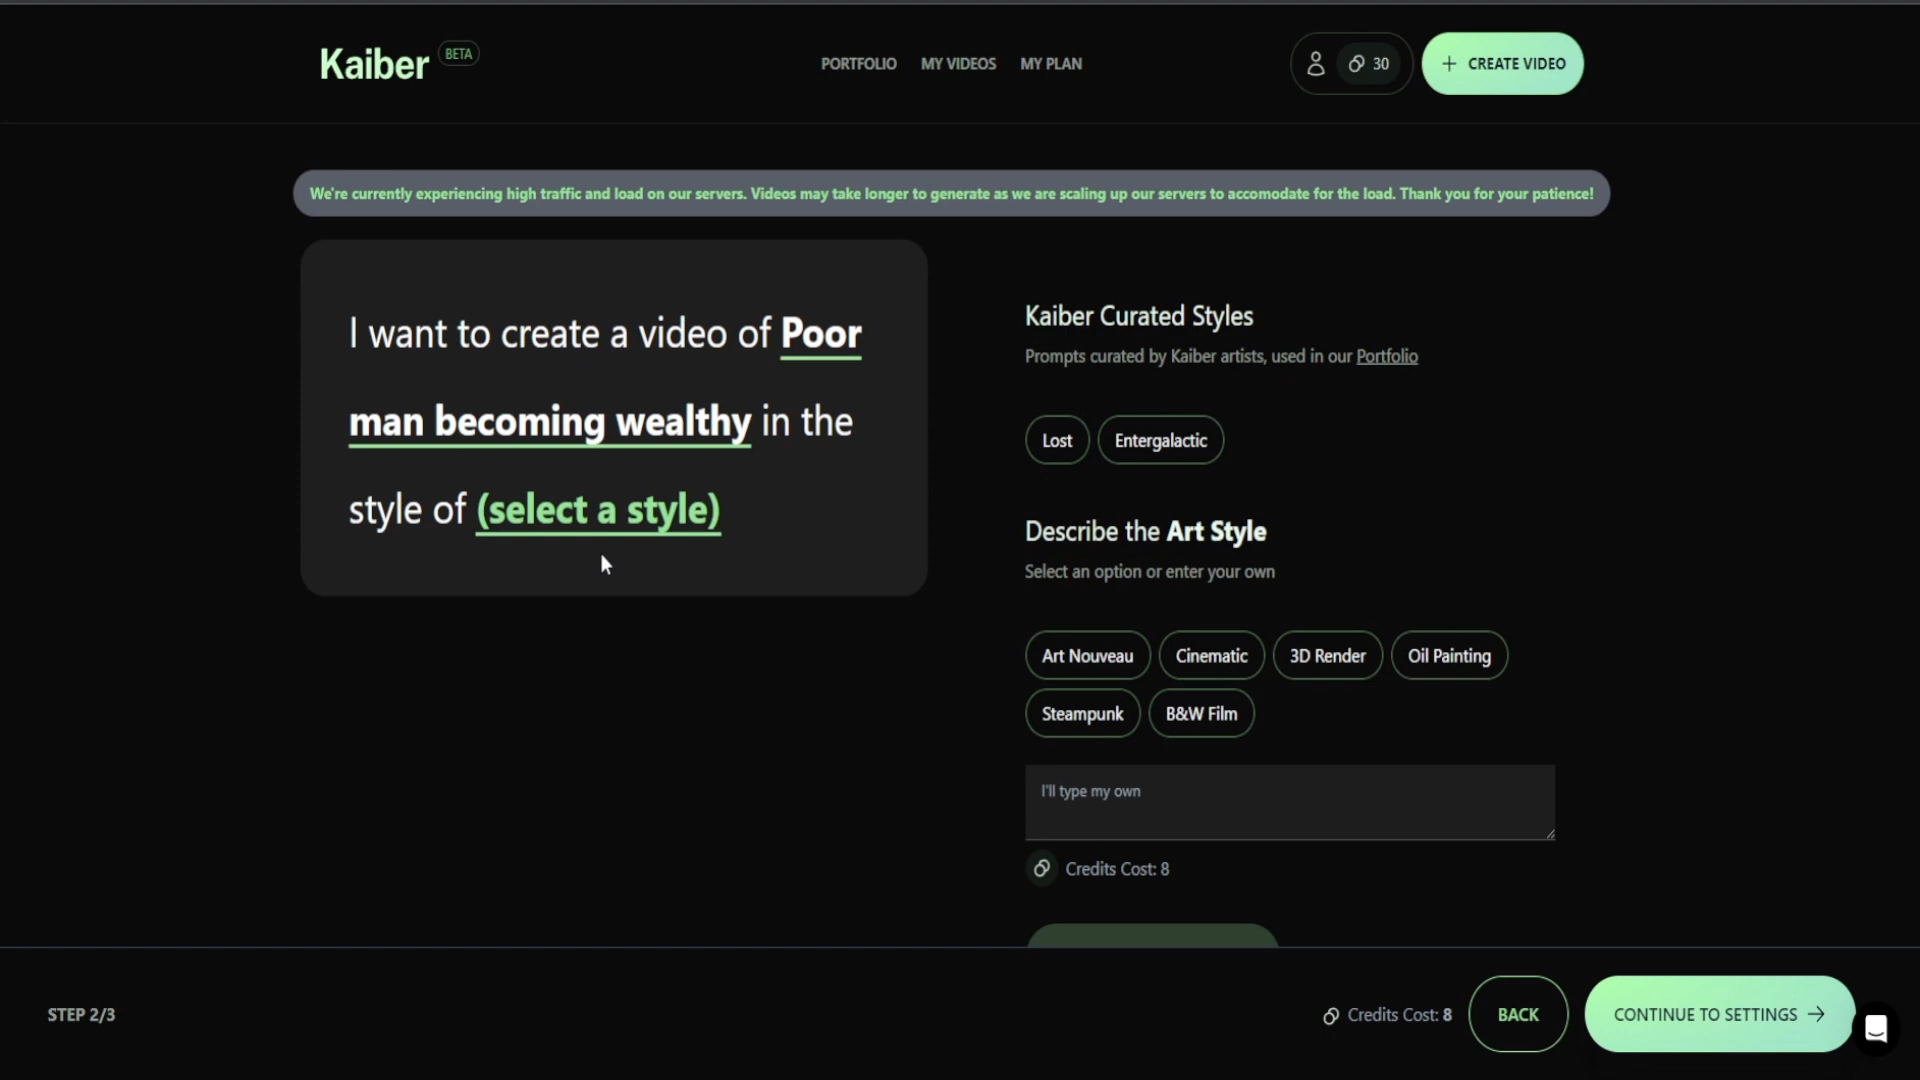 Kaiber BETA
PORTFOLIO MY VIDEOS MY PLAN
30
+ CREATE VIDEO
We're currently experiencing high traffic and load on our servers. Videos may take longer to generate as we are scaling up our servers to accomodate for the load. Thank you for your patience!
I want to create a video of Poor
man becoming wealthy in the
style of (select a style)
Kaiber Curated Styles
Prompts curated by Kaiber artists, used in our Portfolio
Lost Entergalactic
Describe the Art Style
Select an option or enter your own
Art Nouveau Cinematic 3D Render Oil Painting
Steampunk B&W Film
I'll type my own
Credits Cost: 8
STEP 2/3
Credits Cost: 8
BACK
CONTINUE TO SETTINGS →